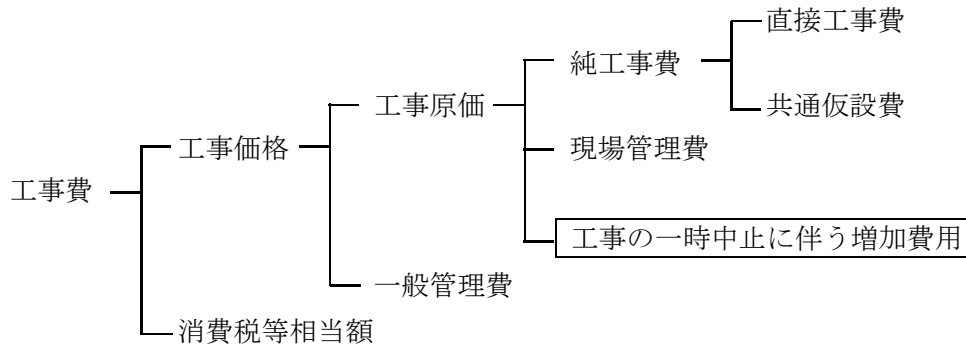 直接工事費
純工事費
共通仮設費
工事原価
工事価格
現場管理費
工事費
工事の一時中止に伴う増加費用
一般管理費
消費税等相当額